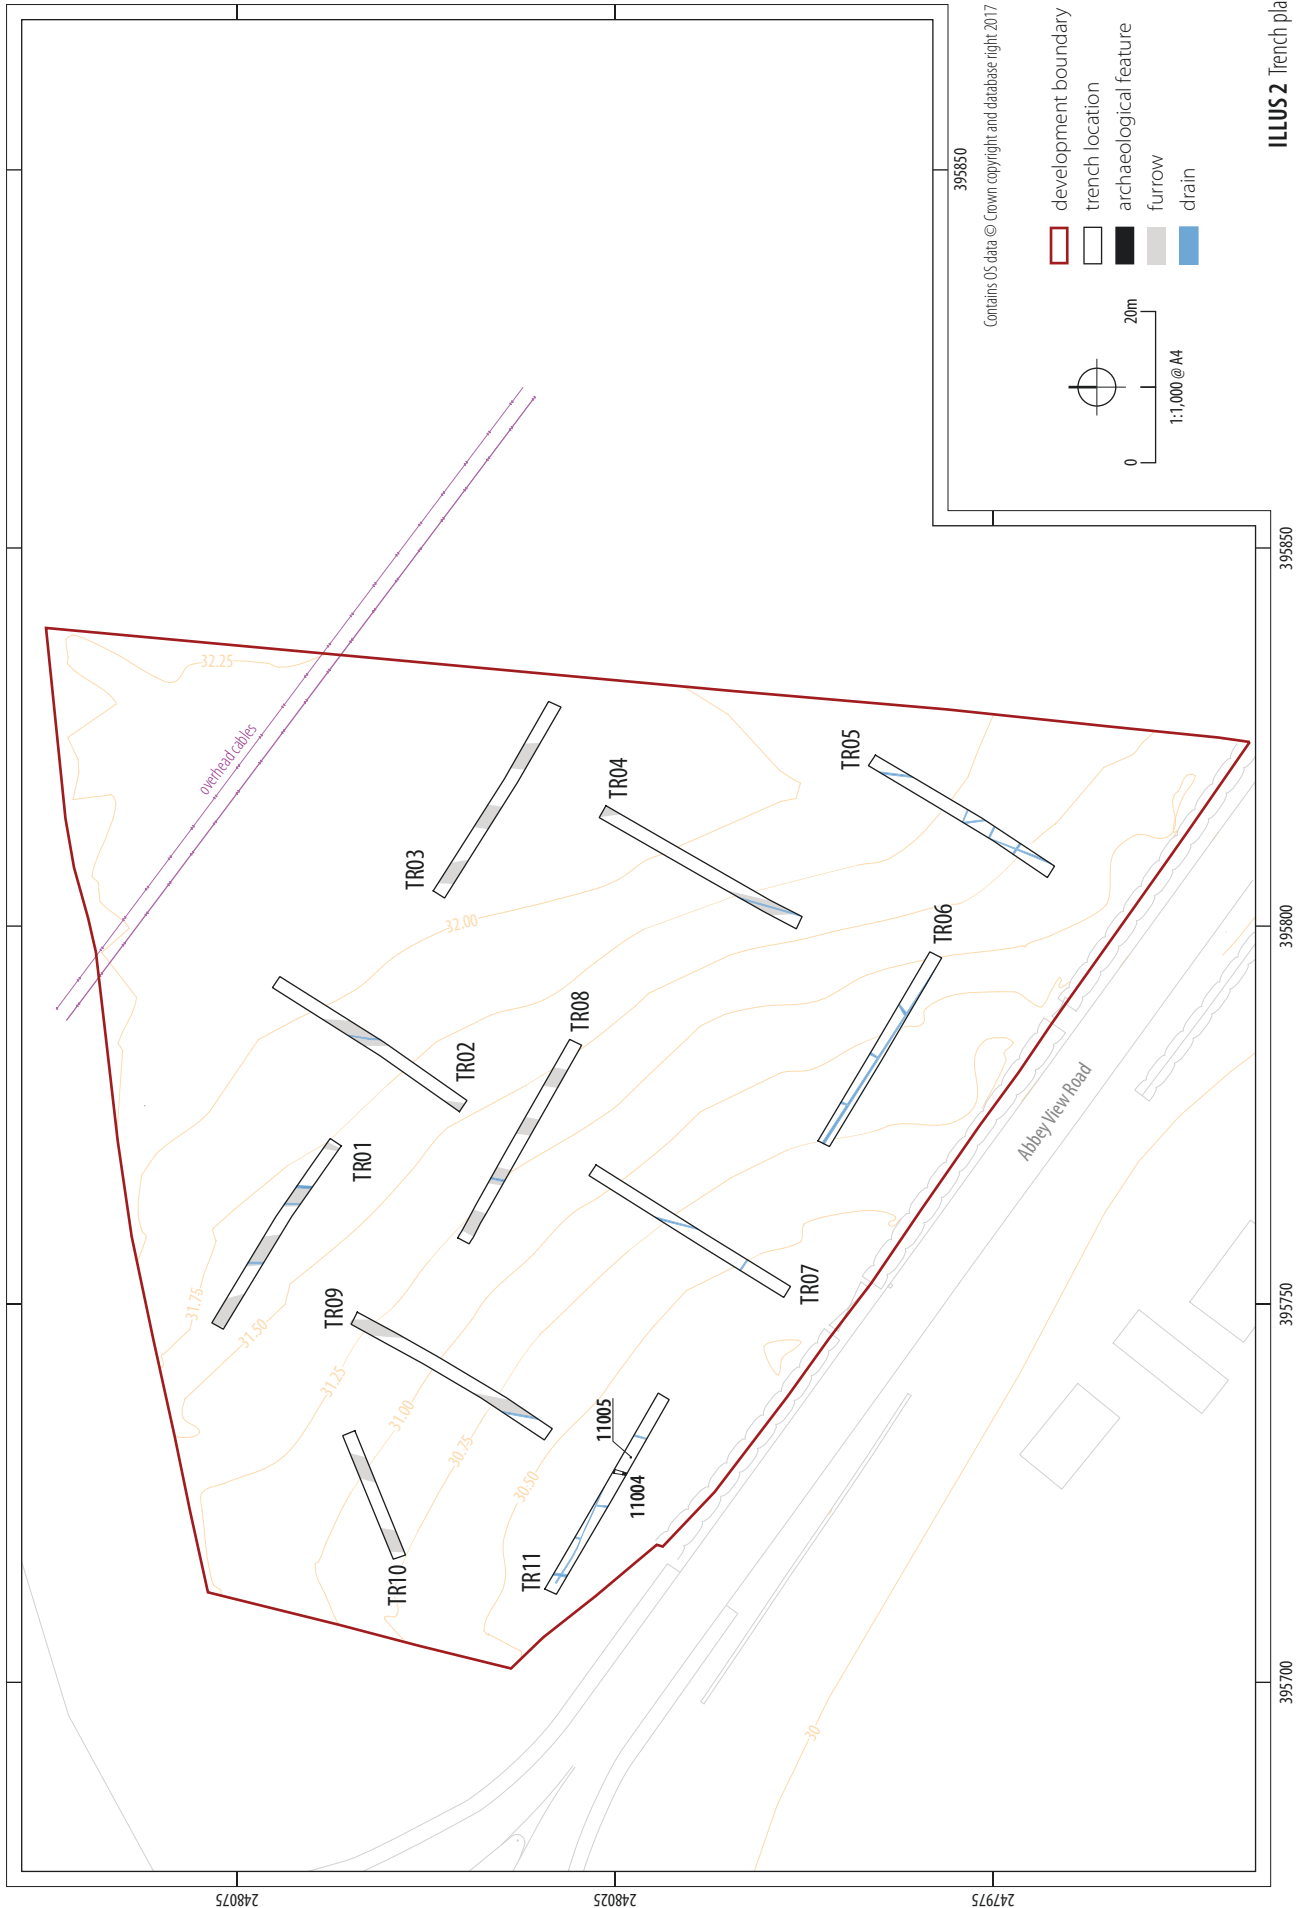 overhead cables
32.25
32.00
31.75
31.50
31.25
31.00
30.75
30.50
30
TR01
TR02
TR03
TR04
TR05
TR06
TR07
TR08
TR09
TR10
TR11
11005
11004
Abbey View Road
248075
248025
247975
395700
395750
395800
395850
395850
Contains OS data © Crown copyright and database right 2017
development boundary
trench location
archaeological feature
furrow
drain
0
20m
1:1,000 @ A4
ILLUS 2 Trench pla